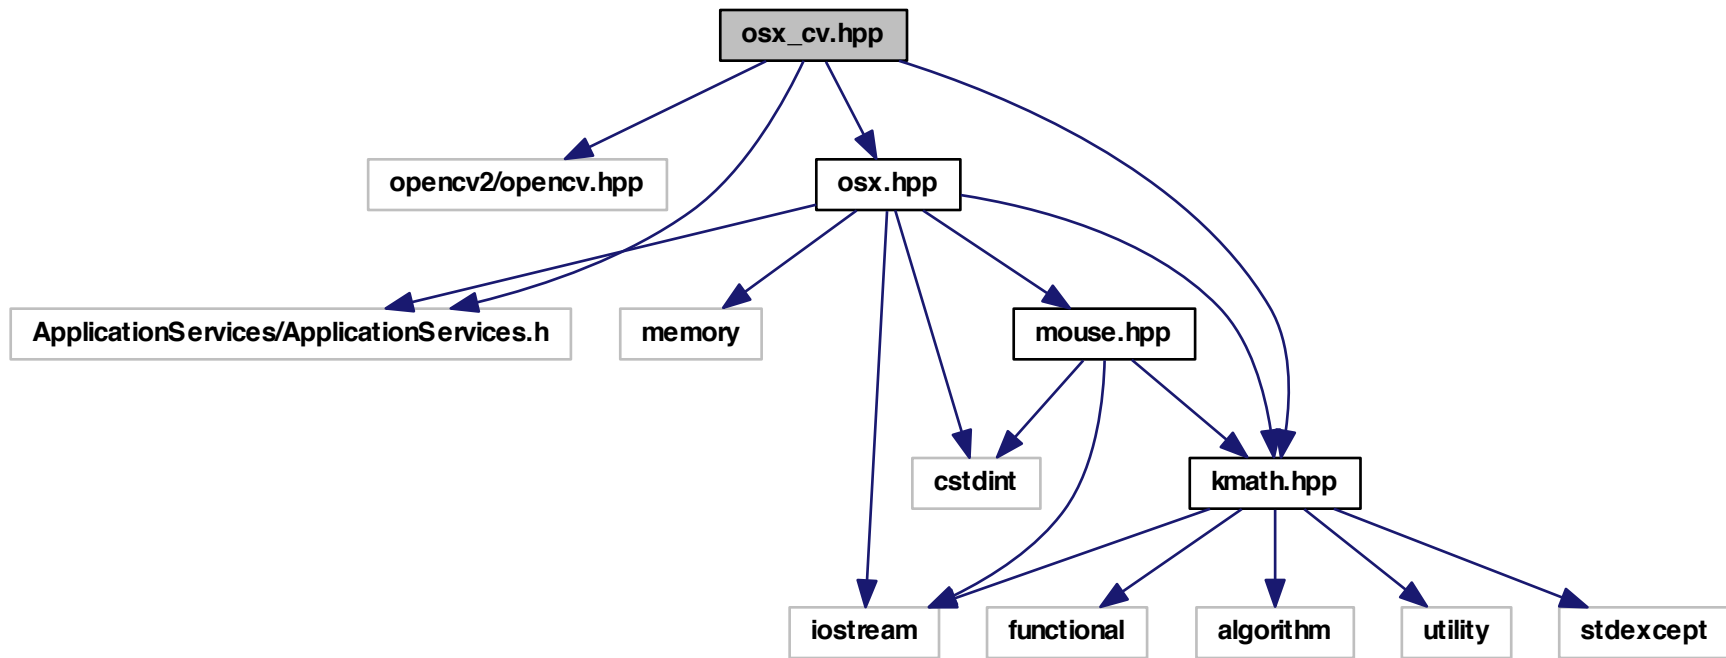 osx_cv.hpp
opencv2/opencv.hpp
osx.hpp
ApplicationServices/ApplicationServices.h
memory
mouse.hpp
cstdint
kmath.hpp
iostream
functional
algorithm
utility
stdexcept